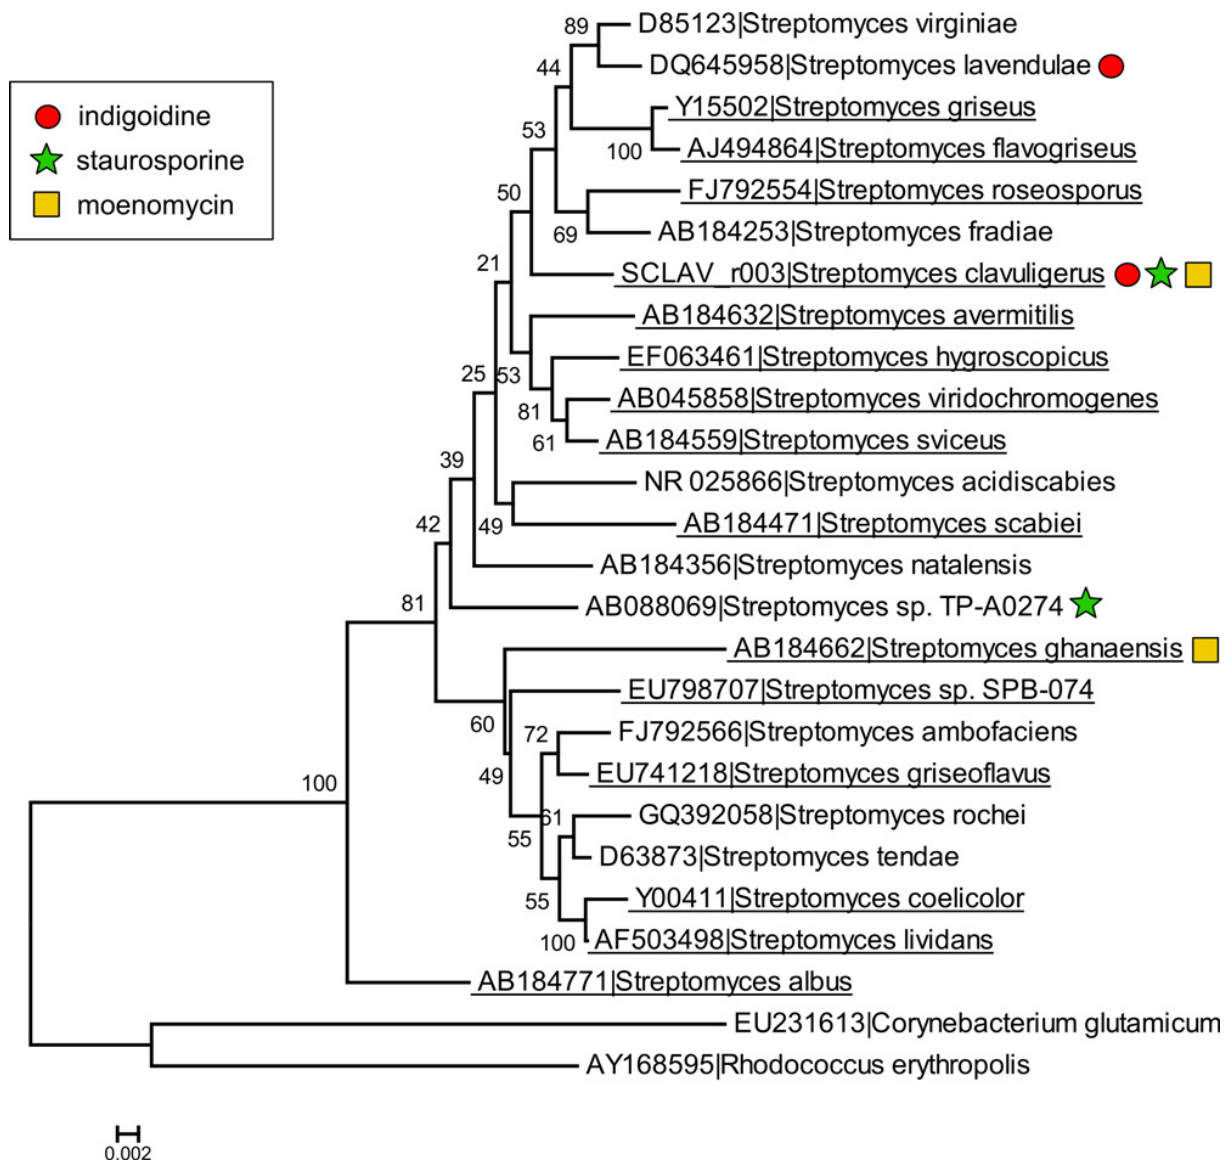 89
D85123|Streptomyces virginiae
DQ645958|Streptomyces lavendulae
44
indigoidine
staurosporine
moenomycin
Y15502|Streptomyces griseus
53
100
AJ494864|Streptomyces flavogriseus
50
FJ792554|Streptomyces roseosporus
69
AB184253|Streptomyces fradiae
21
SCLAV_r003|Streptomyces clavuligerus
AB184632|Streptomyces avermitilis
EF063461|Streptomyces hygroscopicus
25
53
81
AB045858|Streptomyces viridochromogenes
61
AB184559|Streptomyces sviceus
39
NR 025866|Streptomyces acidiscabies
42
49
AB184471|Streptomyces scabiei
AB184356|Streptomyces natalensis
81
AB088069|Streptomyces sp. TP-A0274
AB184662|Streptomyces ghanaensis
EU798707|Streptomyces sp. SPB-074
60
72
FJ792566|Streptomyces ambofaciens
49
EU741218|Streptomyces griseoflavus
100
61
GQ392058|Streptomyces rochei
55
D63873|Streptomyces tendae
55
Y00411|Streptomyces coelicolor
100
AF503498|Streptomyces lividans
AB184771|Streptomyces albus
EU231613|Corynebacterium glutamicum
AY168595|Rhodococcus erythropolis
0.002